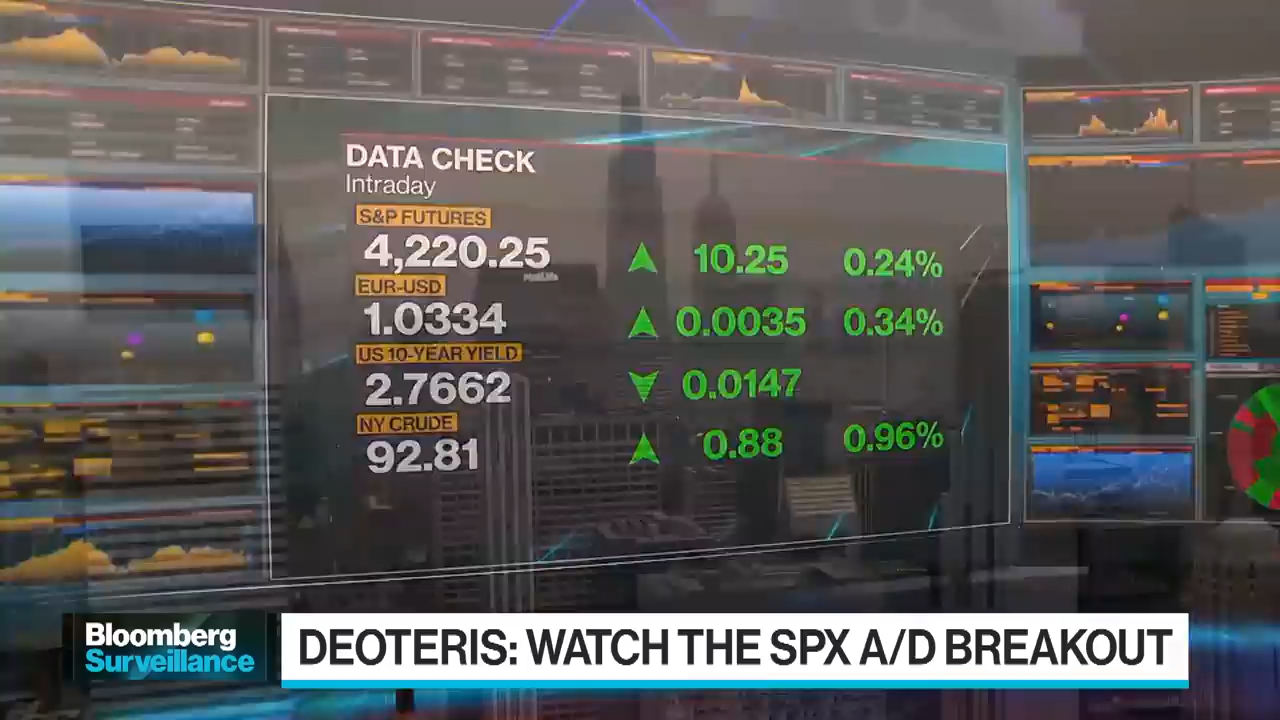 DATA CHECK
Intraday
S&P FUTURES
4,220.25 10.25 0.24%
EUR-USD
1.0334 0.0035 0.34%
US 10-YEAR YIELD
2.7662 0.0147
NY CRUDE
92.81 0.88 0.96%
MetLife
Bloomberg
Surveillance
DEOTERIS: WATCH THE SPX A/D BREAKOUT